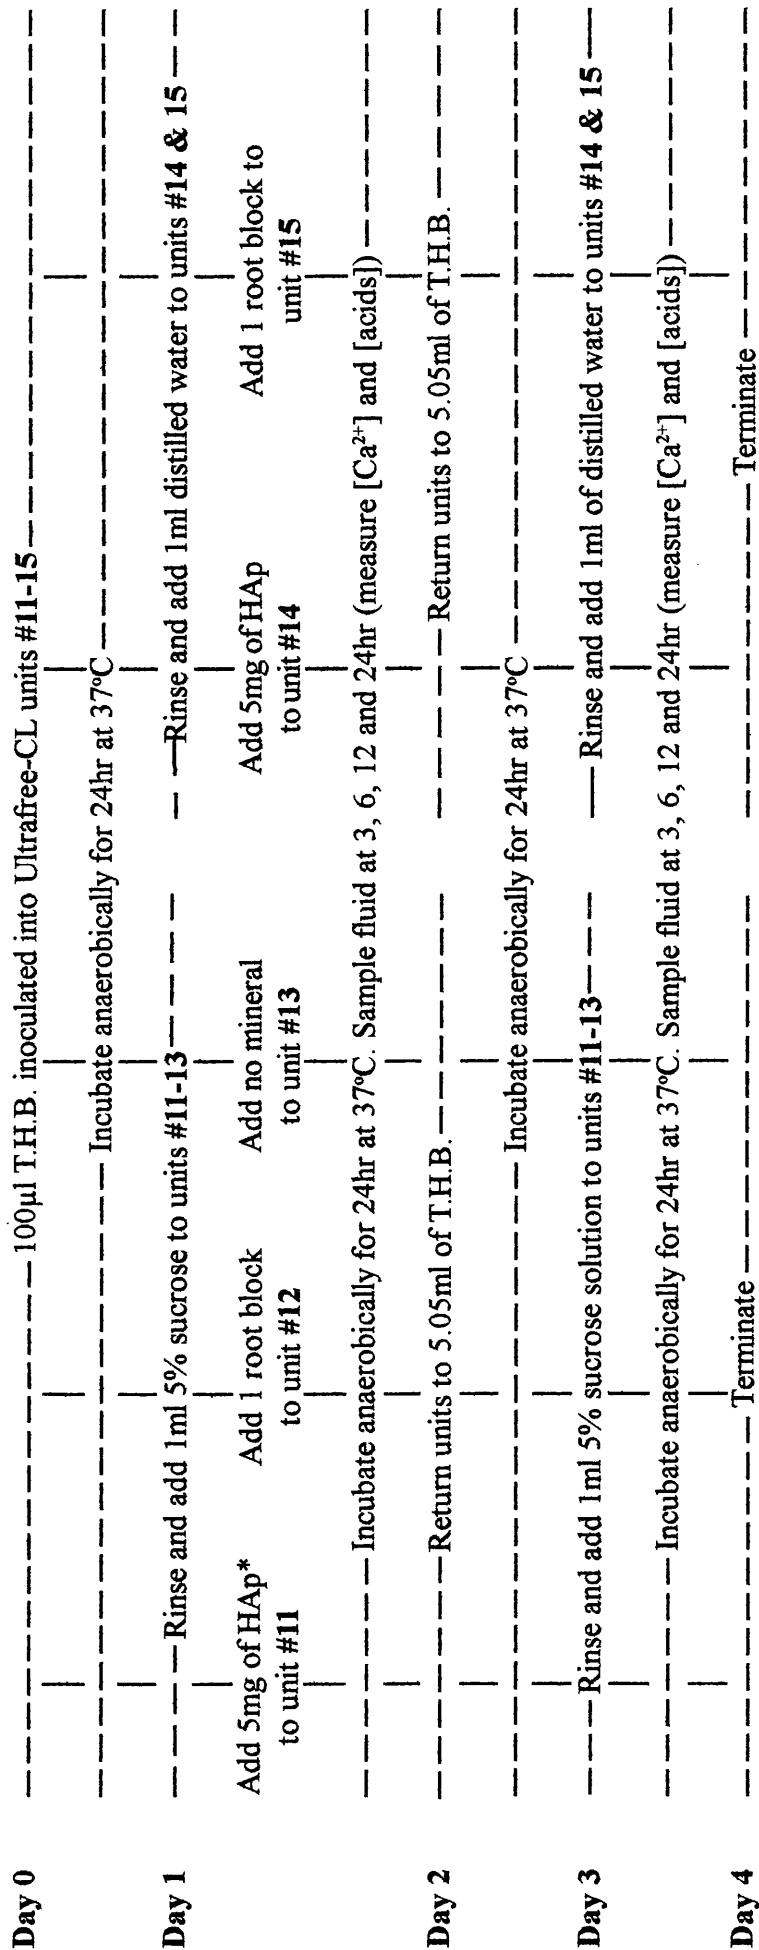 Day 0
100µl T.H.B. inoculated into Ultrafree-CL units #11-15
Incubate anaerobically for 24hr at 37ºC
Day 1
Rinse and add 1ml 5% sucrose to units #11-13
Rinse and add 1ml distilled water to units #14 & 15
Add 5mg of HAp*
to unit #11
Add 1 root block
to unit #12
Add no mineral
to unit #13
Add 5mg of HAp
to unit #14
Add 1 root block to
unit #15
Incubate anaerobically for 24hr at 37ºC. Sample fluid at 3, 6, 12 and 24hr (measure [Ca²⁺] and [acids])
Day 2
Return units to 5.05ml of T.H.B.
Return units to 5.05ml of T.H.B.
Incubate anaerobically for 24hr at 37ºC
Day 3
Rinse and add 1ml 5% sucrose solution to units #11-13
Rinse and add 1ml of distilled water to units #14 & 15
Incubate anaerobically for 24hr at 37ºC. Sample fluid at 3, 6, 12 and 24hr (measure [Ca²⁺] and [acids])
Day 4
Terminate
Terminate